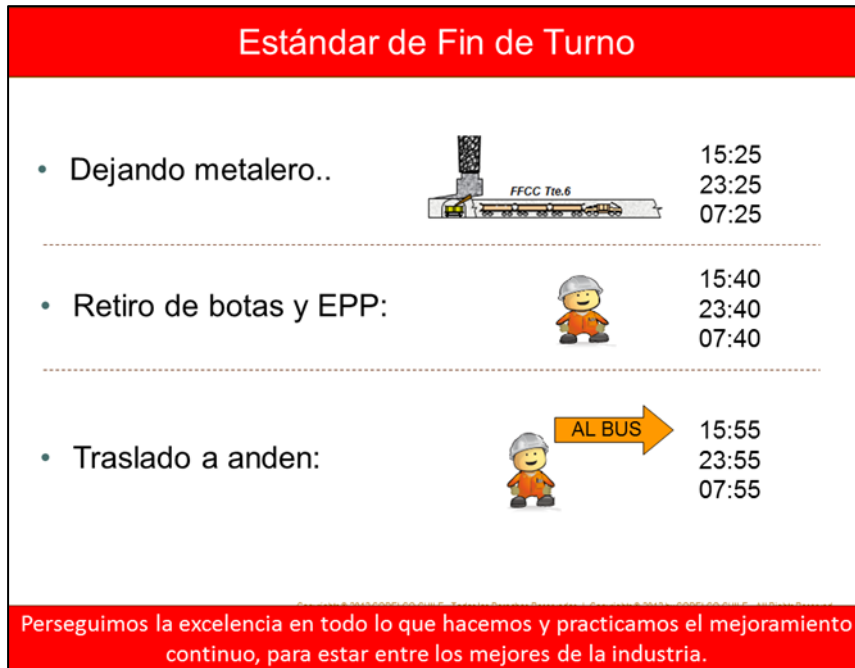 Estándar de Fin de Turno
• Dejando metalero..
FFCC Tte.6
15:25
23:25
07:25
• Retiro de botas y EPP:
15:40
23:40
07:40
• Traslado a anden:
AL BUS
15:55
23:55
07:55
Perseguimos la excelencia en todo lo que hacemos y practicamos el mejoramiento
continuo, para estar entre los mejores de la industria.